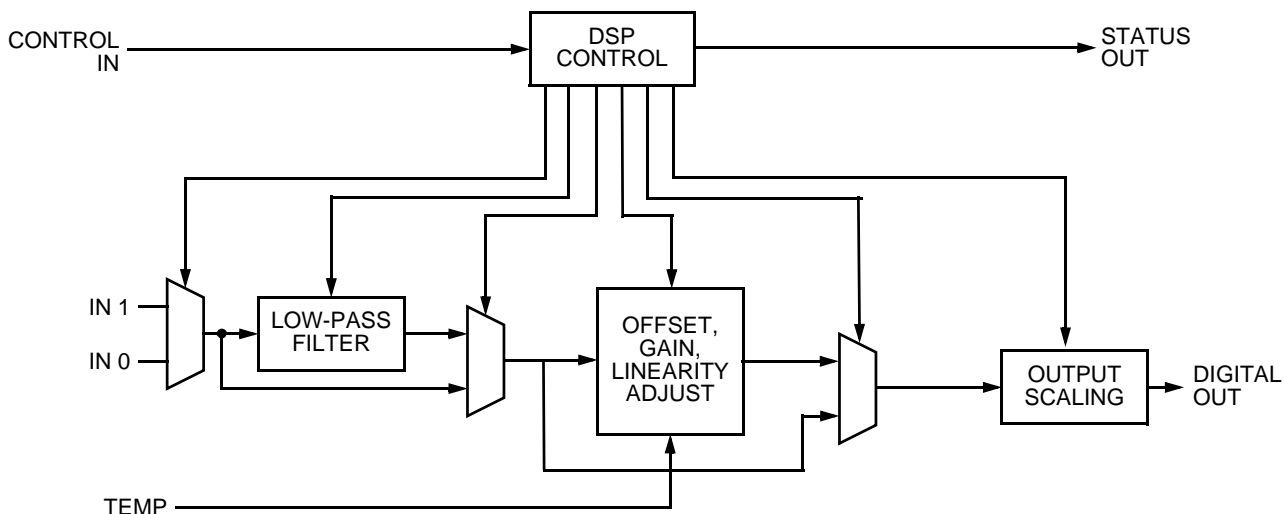 CONTROL
IN
DSP
CONTROL
STATUS
OUT
IN 1
IN 0
LOW-PASS
FILTER
OFFSET,
GAIN,
LINEARITY
ADJUST
OUTPUT
SCALING
DIGITAL
OUT
TEMP